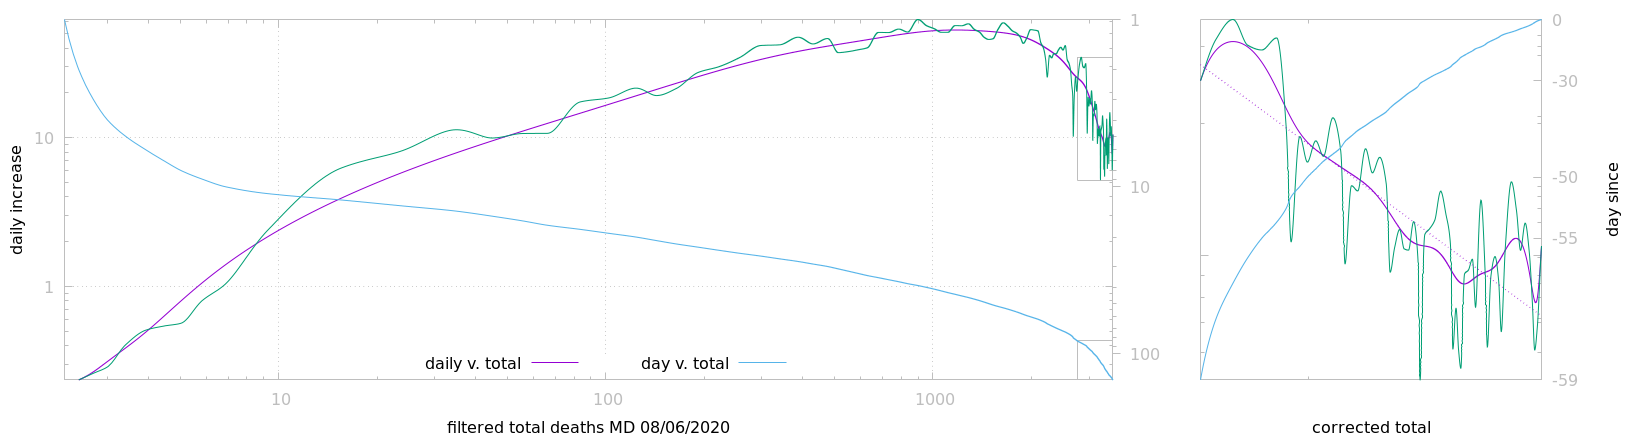 1
0
-30
10
daily increase
-50
10
day since
-55
1
100
daily v. total
day v. total
-59
10
100
1000
filtered total deaths MD 08/06/2020
corrected total